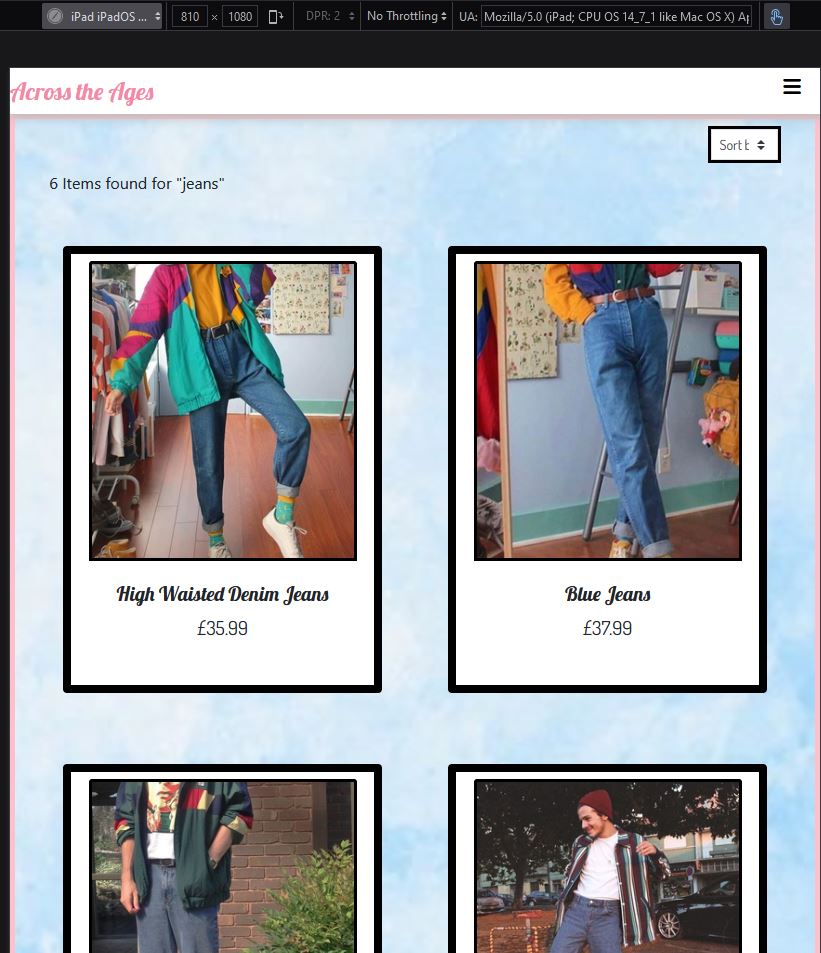 iPad iPadOS ... 810 × 1080 DPR: 2 No Throttling UA: Mozilla/5.0 (iPad; CPU OS 14_7_1 like Mac OS X) Ap
Across the Ages
Sort b
6 Items found for "jeans"
High Waisted Denim Jeans
£35.99
Blue Jeans
£37.99